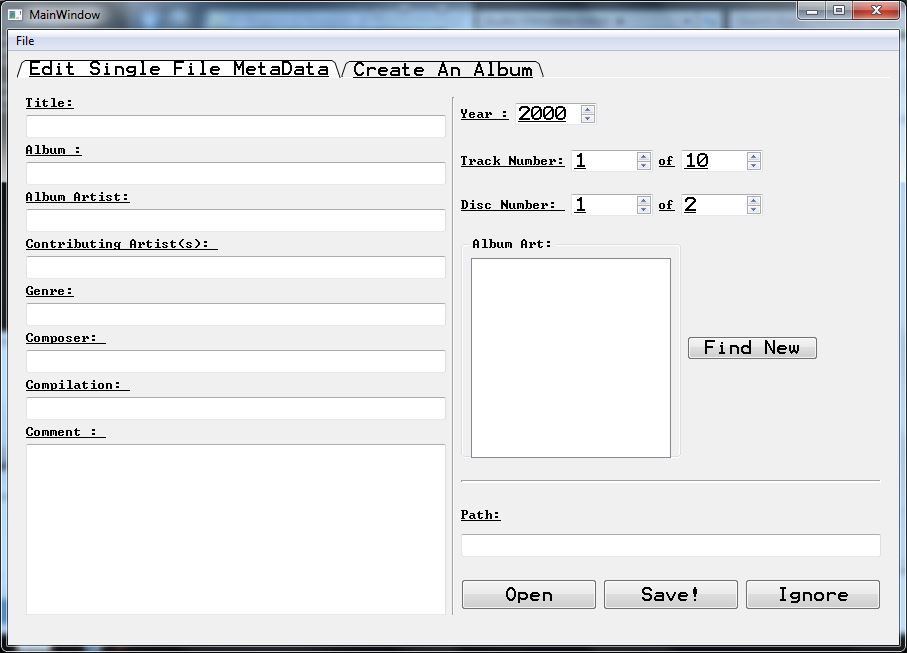 MainWindow
File
Edit Single File MetaData
Create An Album
Title:
Album :
Album Artist:
Contributing Artist(s):
Genre:
Composer:
Compilation:
Comment :
Year : 2000
Track Number: 1 of 10
Disc Number: 1 of 2
Album Art:
Find New
Path:
Open Save! Ignore